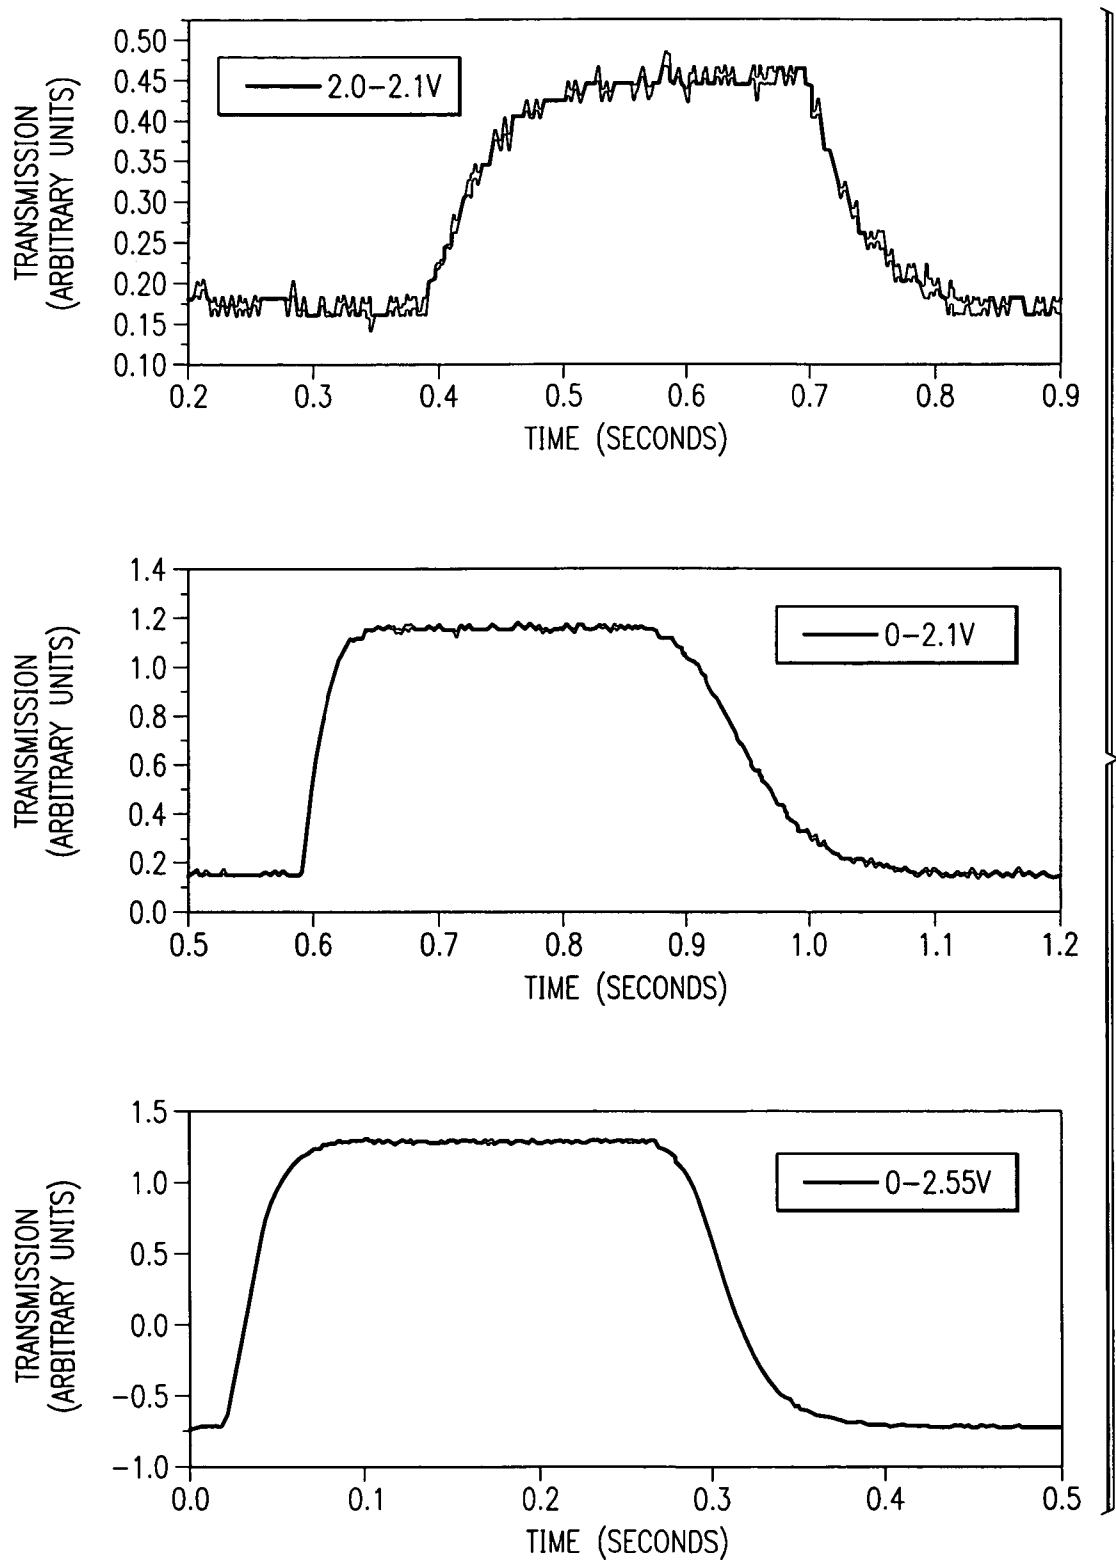 TRANSMISSION
(ARBITRARY UNITS)
0.50
0.45
0.40
0.35
0.30
0.25
0.20
0.15
0.10
2.0-2.1V
0.2 0.3 0.4 0.5 0.6 0.7 0.8 0.9
TIME (SECONDS)
TRANSMISSION
(ARBITRARY UNITS)
1.4
1.2
1.0
0.8
0.6
0.4
0.2
0.0
0-2.1V
0.5 0.6 0.7 0.8 0.9 1.0 1.1 1.2
TIME (SECONDS)
TRANSMISSION
(ARBITRARY UNITS)
1.5
1.0
0.5
0.0
-0.5
-1.0
0-2.55V
0.0 0.1 0.2 0.3 0.4 0.5
TIME (SECONDS)